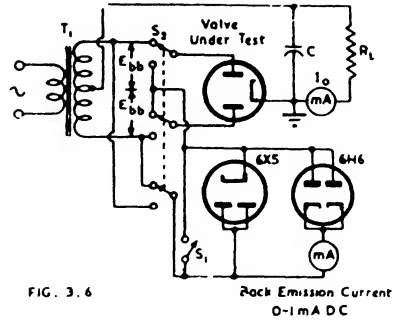 T1
S2
Valve
Under Test
Ebb
Ebb
C
RL
Io
mA
6X5
6H6
S1
mA
FIG. 3.6
Back Emission Current
0-1mA DC